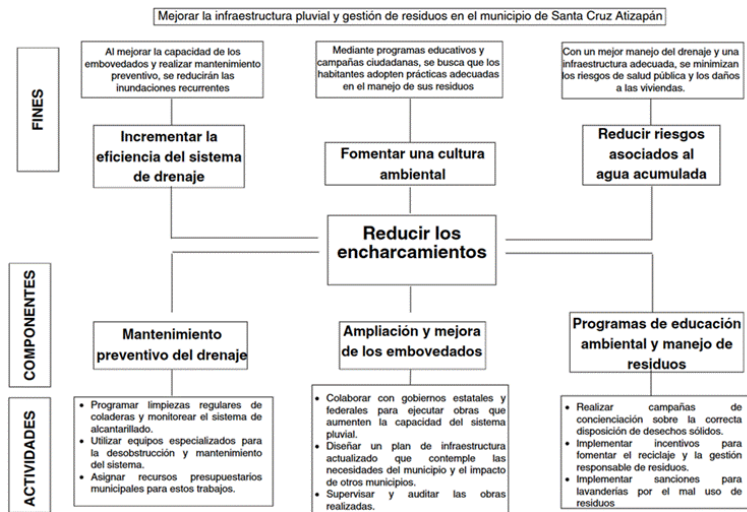 Mejorar la infraestructura pluvial y gestión de residuos en el municipio de Santa Cruz Atizapán
FINES
Al mejorar la capacidad de los
embovedados y realizar mantenimiento
preventivo, se reducirán las
inundaciones recurrentes
Mediante programas educativos y
campañas ciudadanas, se busca que los
habitantes adopten prácticas adecuadas
en el manejo de sus residuos
Con un mejor manejo del drenaje y una
infraestructura adecuada, se minimizan
los riesgos de salud pública y los daños
a las viviendas.
Incrementar la
eficiencia del sistema
de drenaje
Fomentar una cultura
ambiental
Reducir riesgos
asociados al
agua acumulada
Reducir los
encharcamientos
COMPONENTES
Mantenimiento
preventivo del drenaje
Ampliación y mejora
de los embovedados
Programas de educación
ambiental y manejo de
residuos
ACTIVIDADES
• Programar limpiezas regulares de
coladeras y monitorear el sistema de
alcantarillado.
• Utilizar equipos especializados para
la desobstrucción y mantenimiento
del sistema.
• Asignar recursos presupuestarios
municipales para estos trabajos.
• Colaborar con gobiernos estatales y
federales para ejecutar obras que
aumenten la capacidad del sistema
pluvial.
• Diseñar un plan de infraestructura
actualizado que contemple las
necesidades del municipio y el impacto
de otros municipios.
• Supervisar y auditar las obras
realizadas.
• Realizar campañas de
concienciación sobre la correcta
disposición de desechos sólidos.
• Implementar incentivos para
fomentar el reciclaje y la gestión
responsable de residuos.
• Implementar sanciones para
lavanderías por el mal uso de
residuos